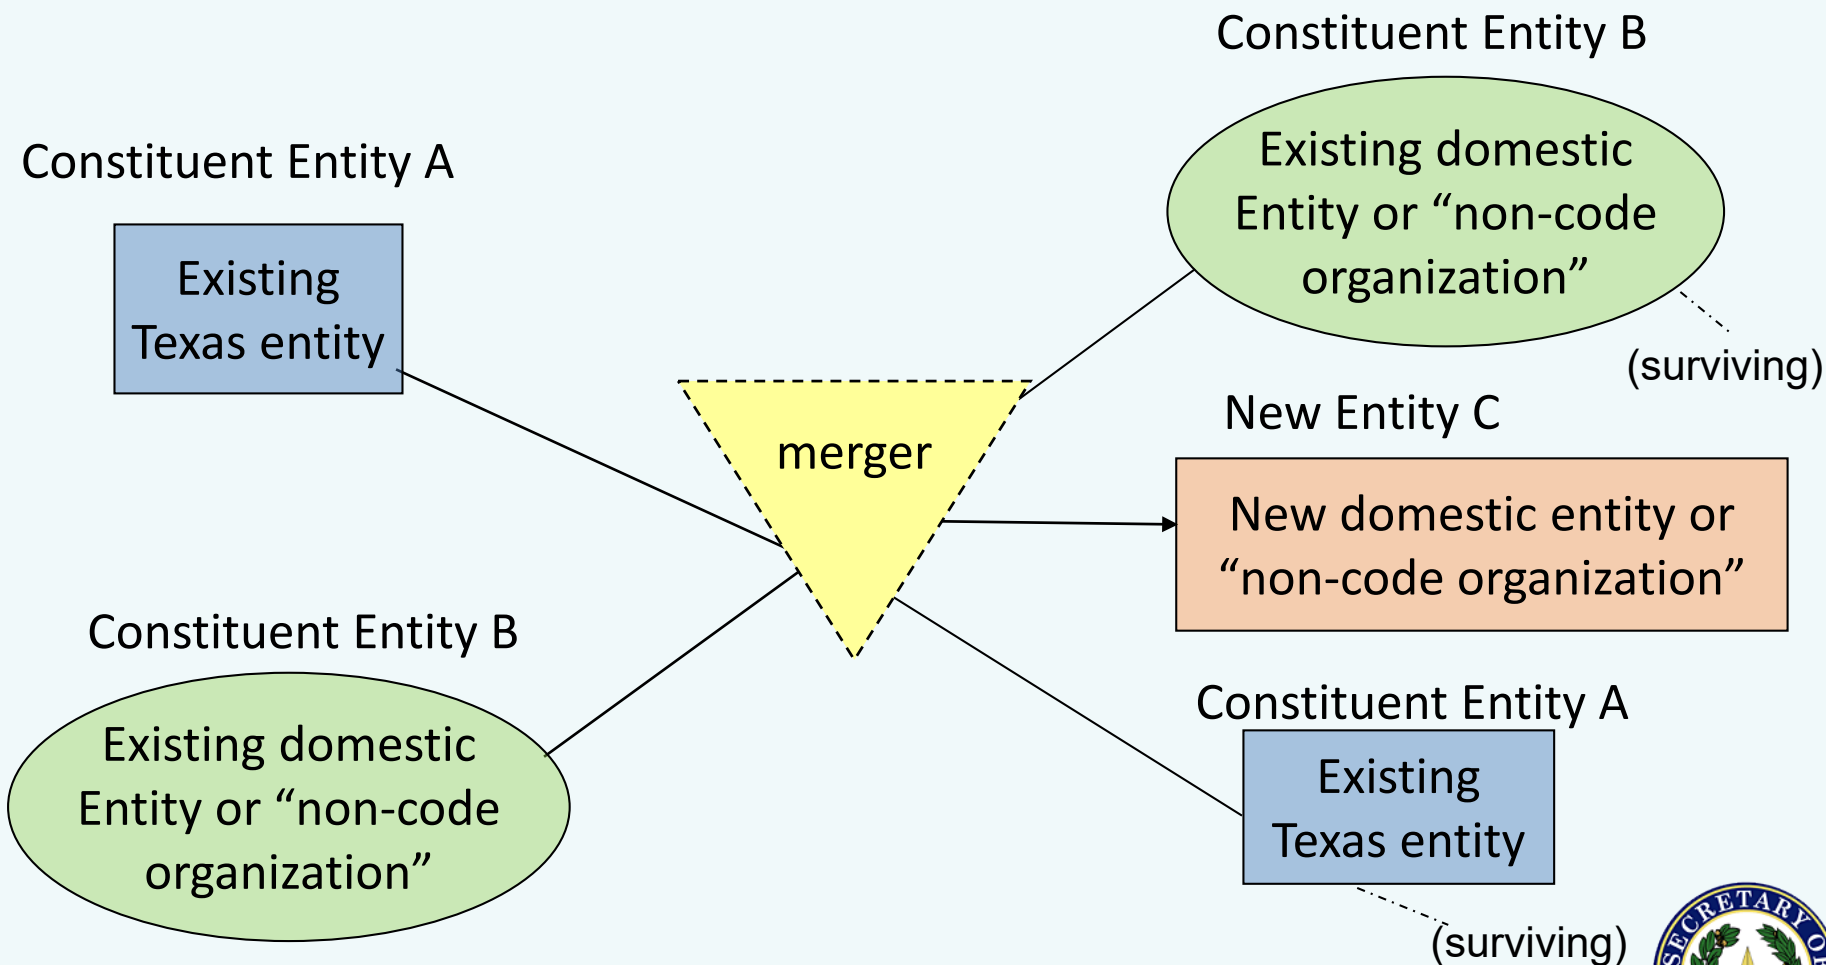 Constituent Entity A
Existing
Texas entity
Constituent Entity B
Existing domestic
Entity or “non-code
organization”
merger
Constituent Entity B
Existing domestic
Entity or “non-code
organization”
(surviving)
New Entity C
New domestic entity or
“non-code organization”
Constituent Entity A
Existing
Texas entity
(surviving)
SECRETARY OF